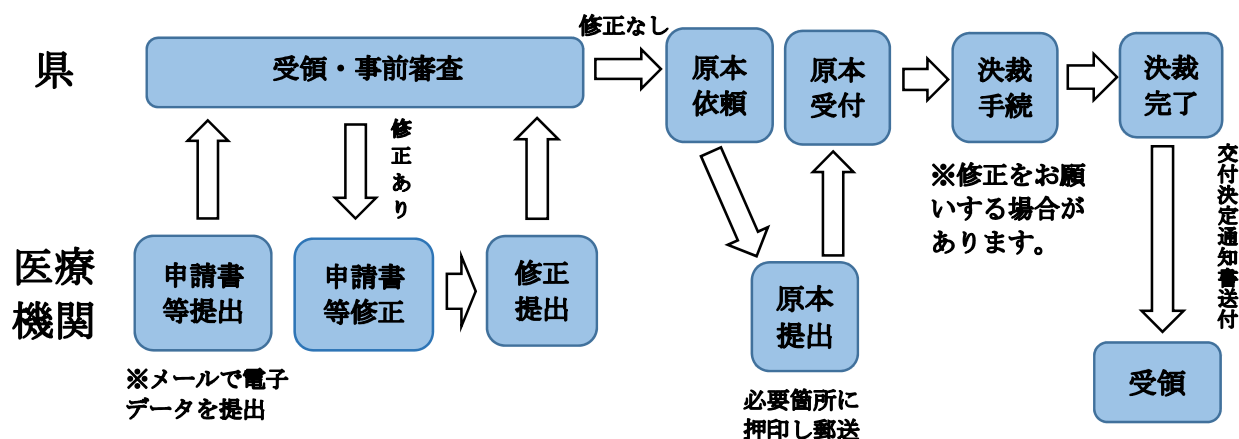 県
受領・事前審査
修正なし
原本
依頼
原本
受付
決裁
手続
決裁
完了
修正あり
※修正をお願
いする場合が
あります。
交付決定通知書送付
医療
機関
申請書
等提出
申請書
等修正
修正
提出
原本
提出
受領
※メールで電子
データを提出
必要箇所に
押印し郵送